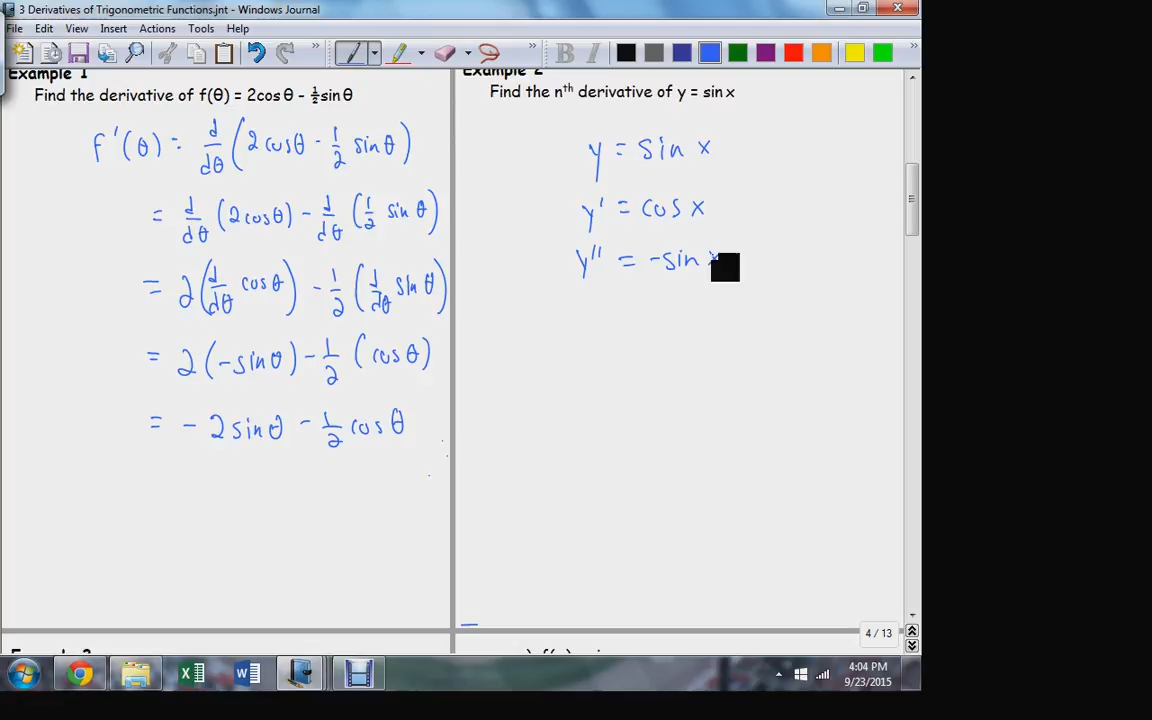 3 Derivatives of Trigonometric Functions.jnt - Windows Journal
File Edit View Insert Actions Tools Help
Example 1
Find the derivative of f(θ) = 2cos θ - ½sin θ
f'(θ) = d/dθ (2cosθ - 1/2 sinθ)
= d/dθ (2cosθ) - d/dθ (1/2 sinθ)
= 2(d/dθ cosθ) - 1/2 (d/dθ sinθ)
= 2(-sinθ) - 1/2 (cosθ)
= - 2sinθ - 1/2 cosθ
Example 2
Find the nth derivative of y = sin x
y = sin x
y' = cos x
y'' = -sin x
4 / 13
4:04 PM
9/23/2015